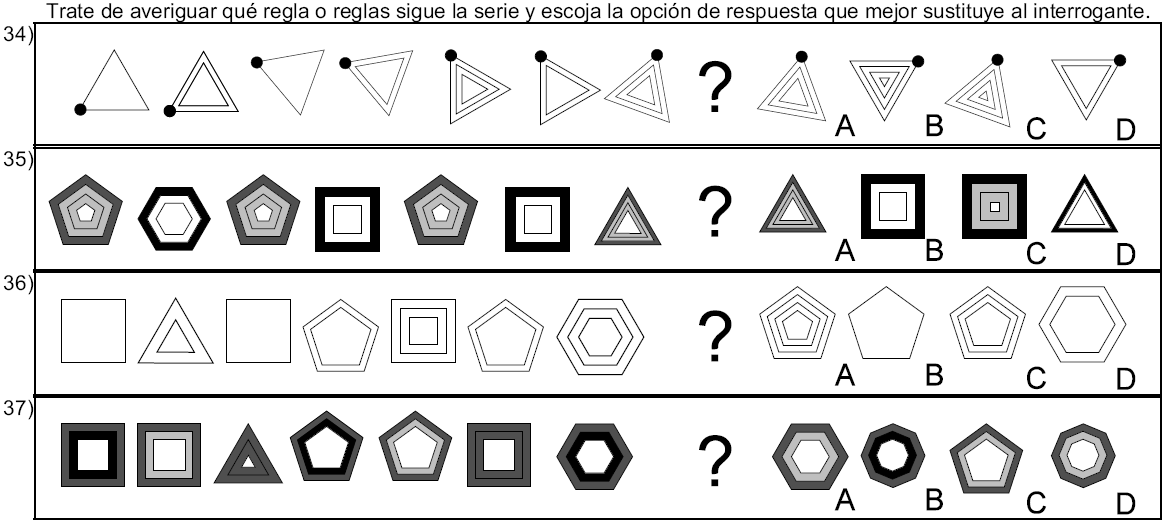 Trate de averiguar qué regla o reglas sigue la serie y escoja la opción de respuesta que mejor sustituye al interrogante.
34)
? A B C D
35)
? A B C D
36)
? A B C D
37)
? A B C D